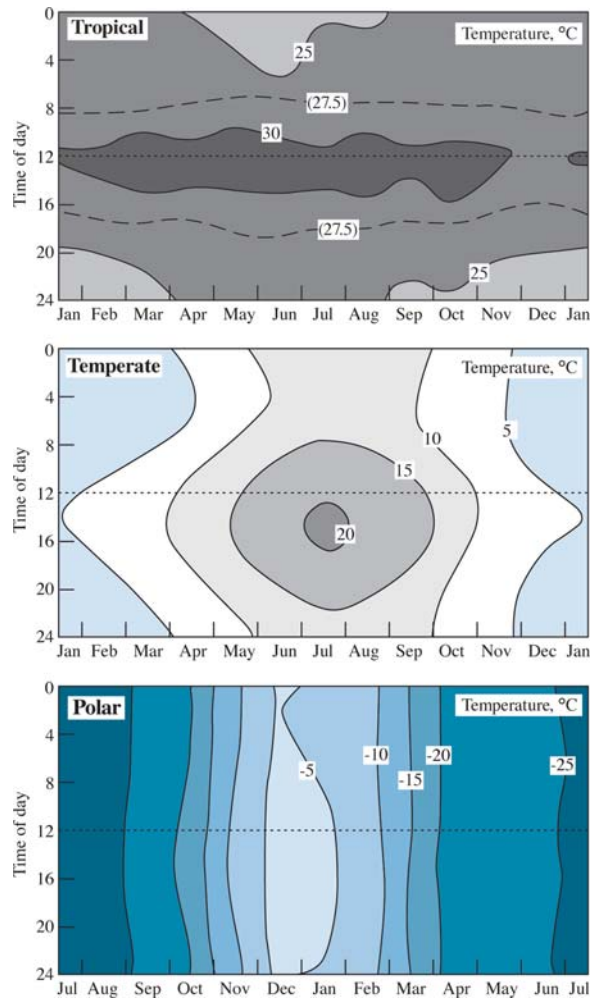 Tropical
Temperature, °C
Time of day
0
4
8
12
16
20
24
25
(27.5)
30
(27.5)
25
Jan Feb Mar Apr May Jun Jul Aug Sep Oct Nov Dec Jan
Temperate
Temperature, °C
Time of day
0
4
8
12
16
20
24
5
10
15
20
Jan Feb Mar Apr May Jun Jul Aug Sep Oct Nov Dec Jan
Polar
Temperature, °C
Time of day
0
4
8
12
16
20
24
-5
-10
-15
-20
-25
Jul Aug Sep Oct Nov Dec Jan Feb Mar Apr May Jun Jul